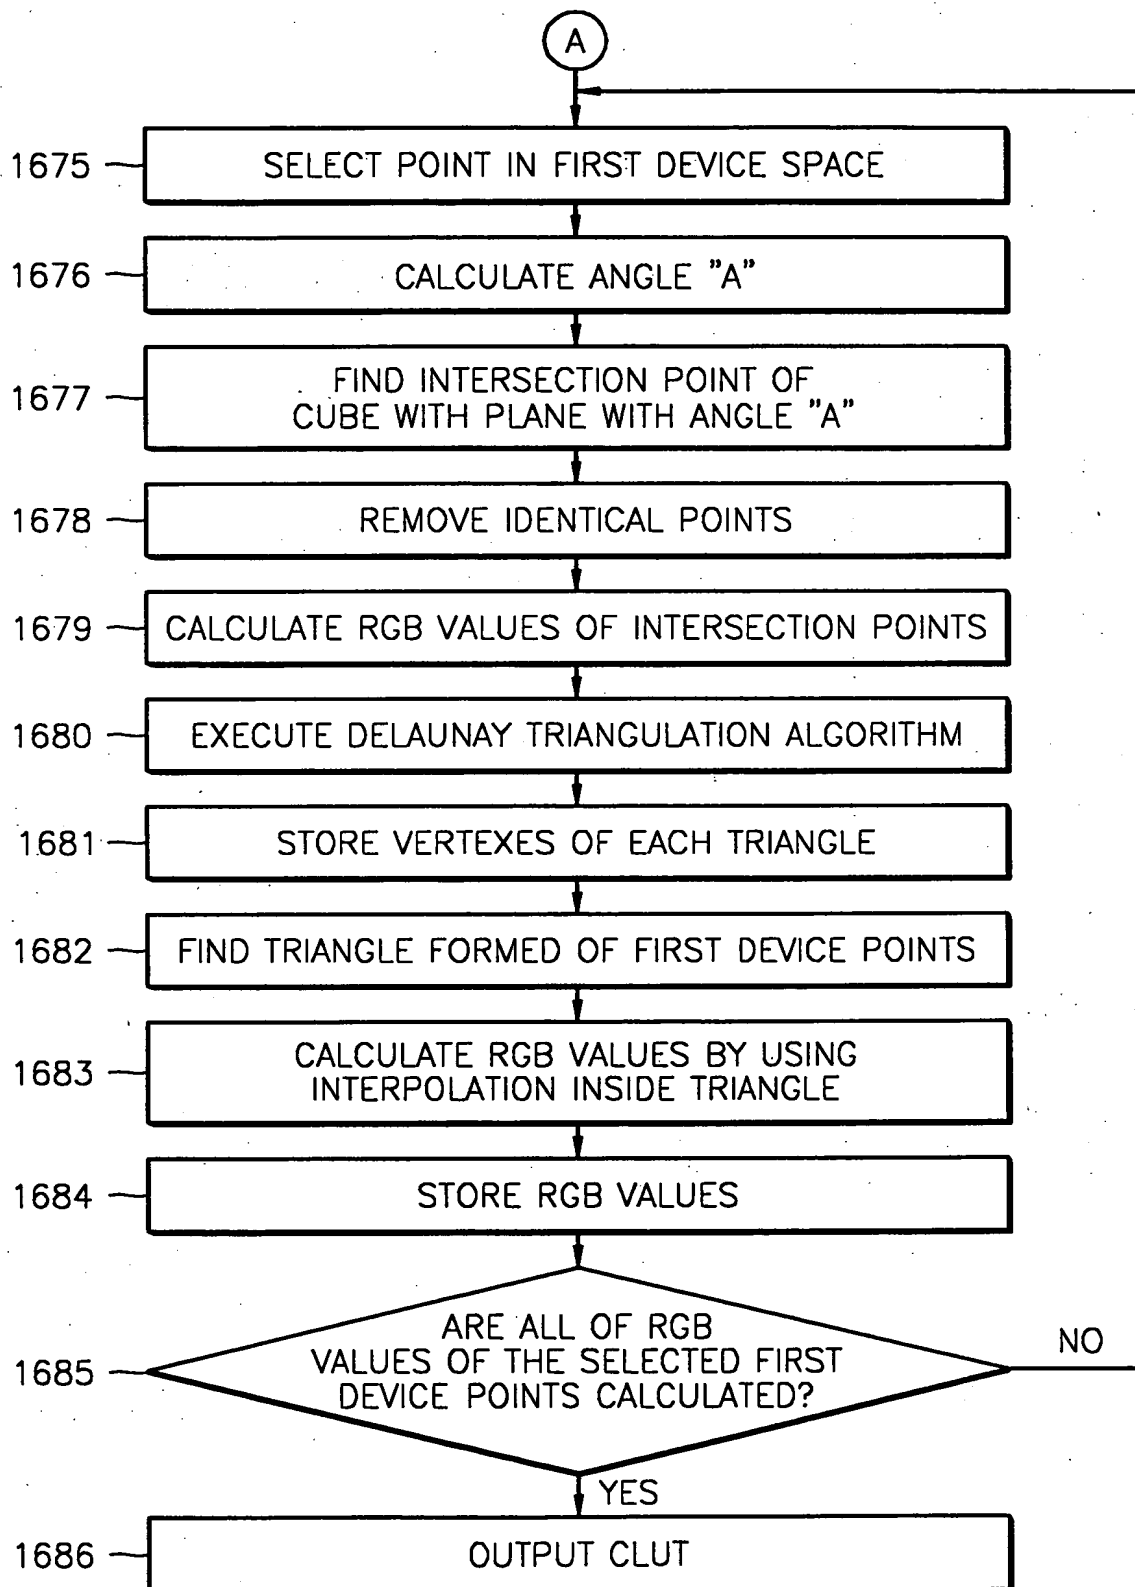 A
1675
SELECT POINT IN FIRST DEVICE SPACE
1676
CALCULATE ANGLE "A"
1677
FIND INTERSECTION POINT OF
CUBE WITH PLANE WITH ANGLE "A"
1678
REMOVE IDENTICAL POINTS
1679
CALCULATE RGB VALUES OF INTERSECTION POINTS
1680
EXECUTE DELAUNAY TRIANGULATION ALGORITHM
1681
STORE VERTEXES OF EACH TRIANGLE
1682
FIND TRIANGLE FORMED OF FIRST DEVICE POINTS
1683
CALCULATE RGB VALUES BY USING
INTERPOLATION INSIDE TRIANGLE
1684
STORE RGB VALUES
1685
ARE ALL OF RGB
VALUES OF THE SELECTED FIRST
DEVICE POINTS CALCULATED?
NO
YES
1686
OUTPUT CLUT